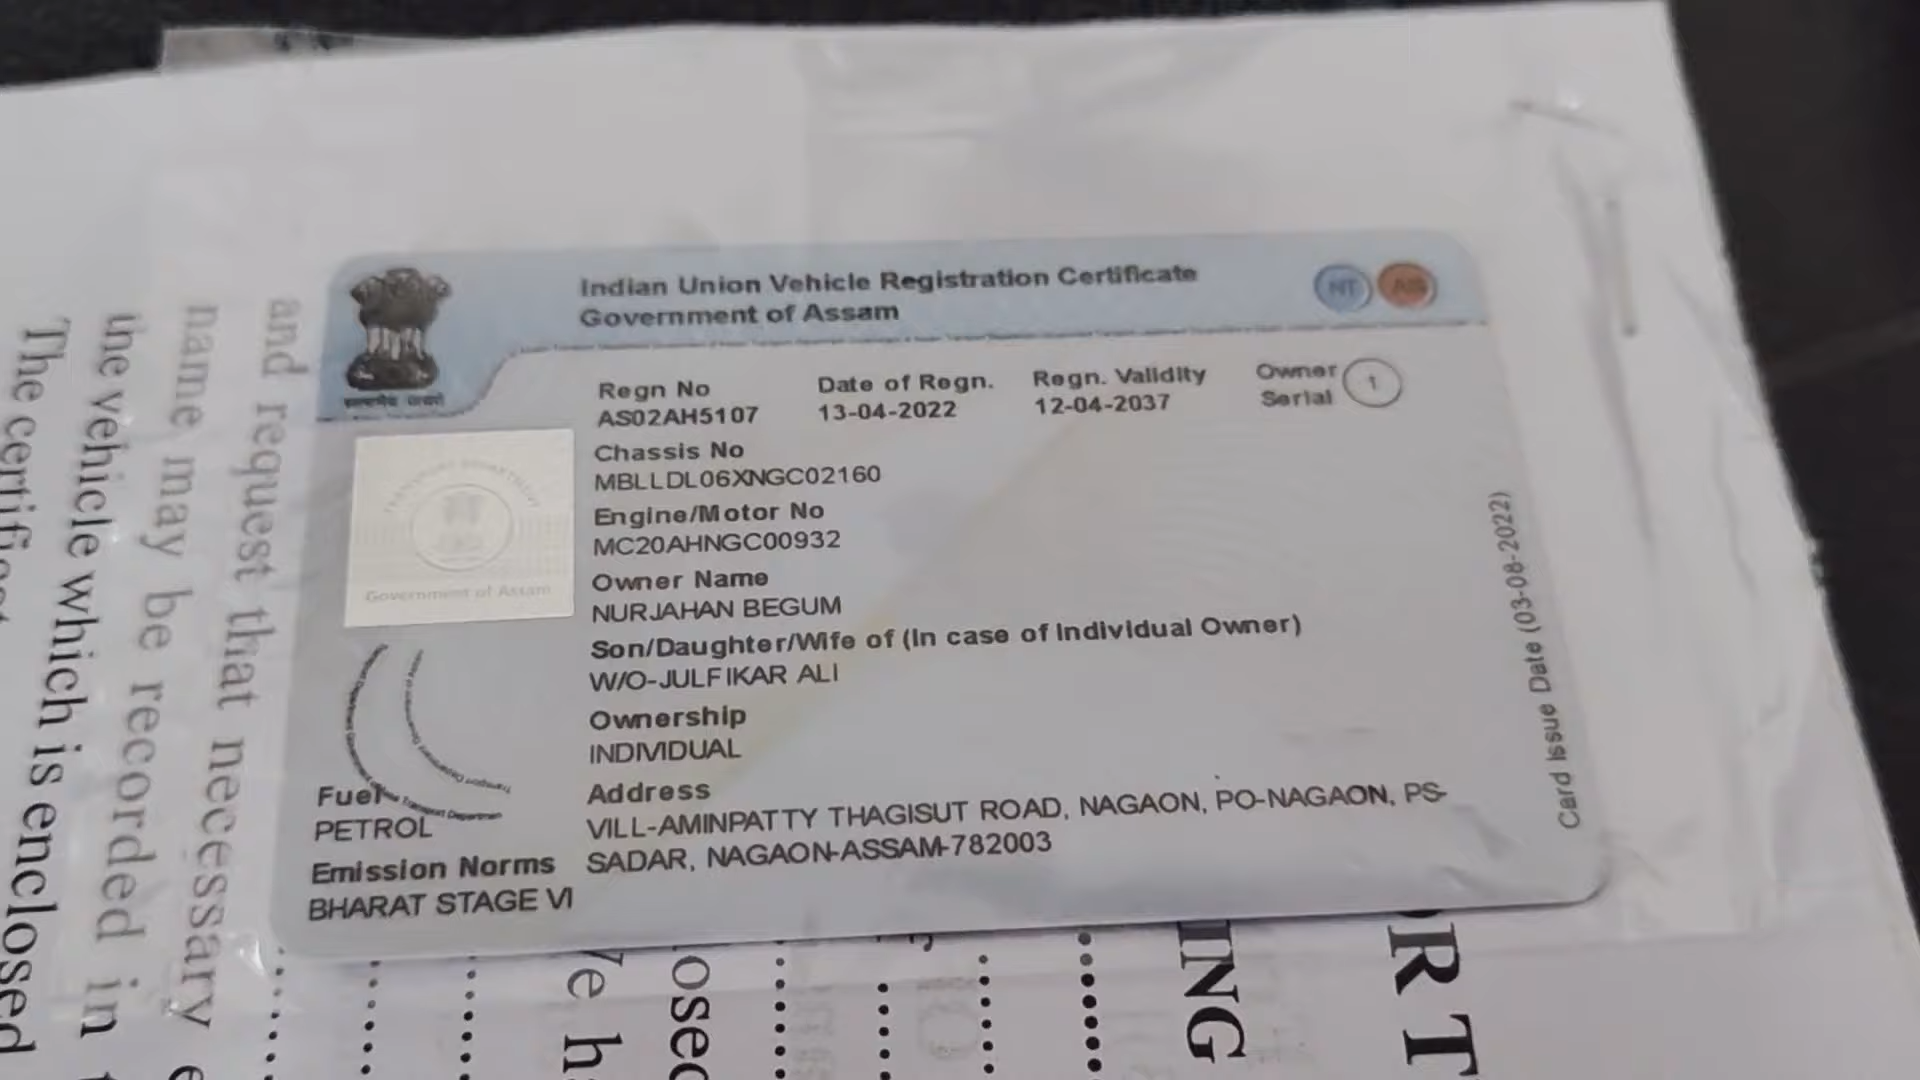 Indian Union Vehicle Registration Certificate
Government of Assam
NT
AS
Regn No
AS02AH5107
Date of Regn.
13-04-2022
Regn. Validity
12-04-2037
Owner
Serial
1
Chassis No
MBLLDL06XNGC02160
Engine/Motor No
MC20AHNGC00932
Owner Name
NURJAHAN BEGUM
Son/Daughter/Wife of (In case of Individual Owner)
W/O-JULFIKAR ALI
Ownership
INDIVIDUAL
Address
VILL-AMINPATTY THAGISUT ROAD, NAGAON, PO-NAGAON, PS-
SADAR, NAGAON-ASSAM-782003
Government of Assam
Fuel
PETROL
Emission Norms
BHARAT STAGE VI
Card Issue Date (03-08-2022)
and request that necessary
name may be recorded in
the vehicle which is enclosed
The